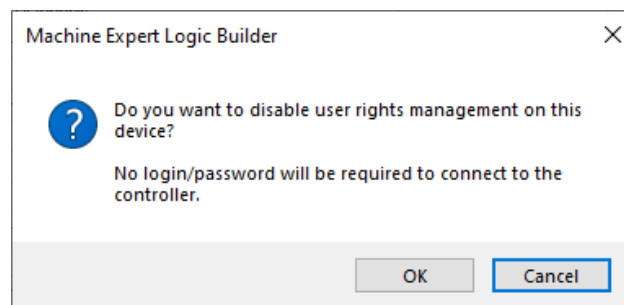 Machine Expert Logic Builder
Do you want to disable user rights management on this
device?
No login/password will be required to connect to the
controller.
OK
Cancel